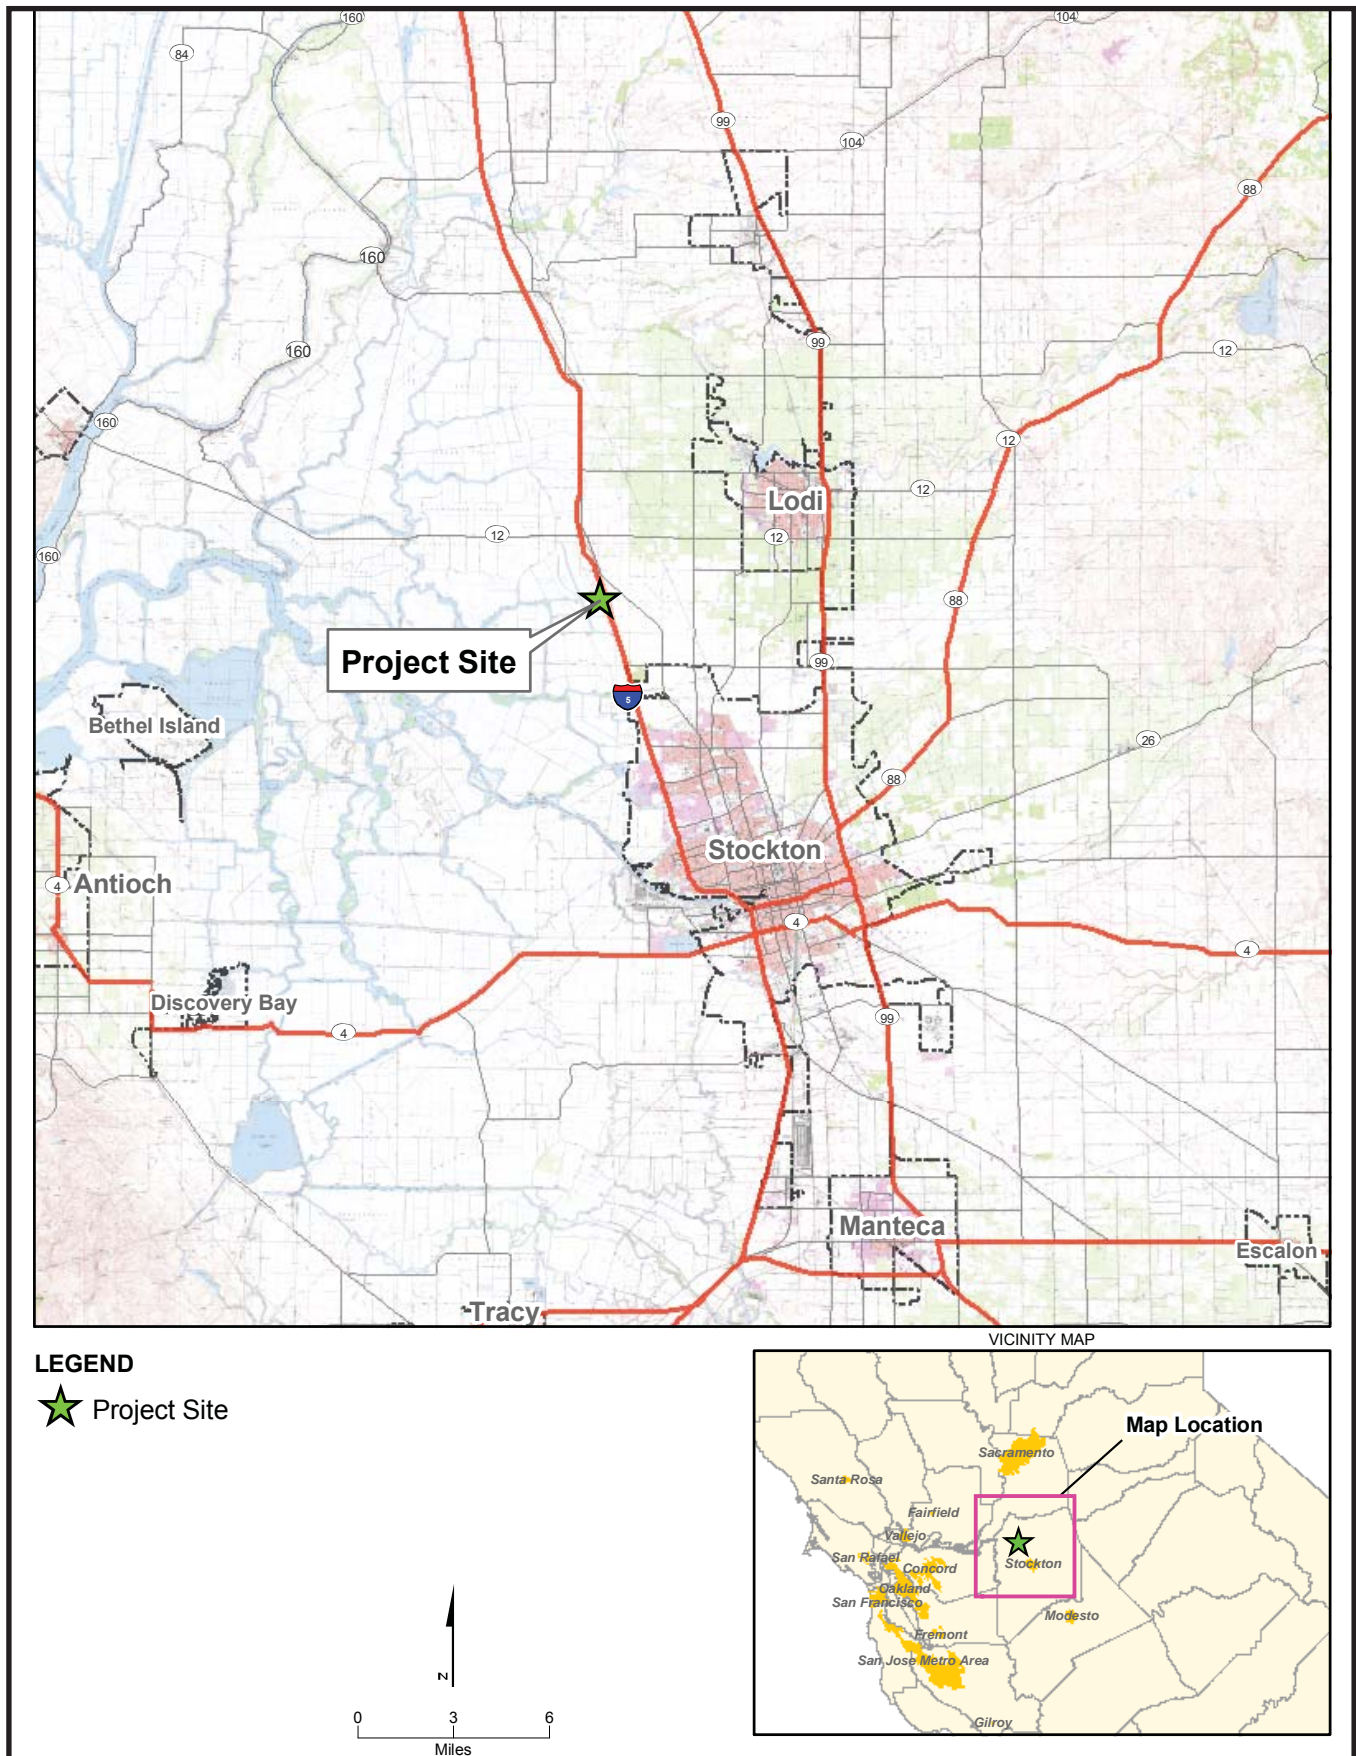 160
104
84
99
104
88
160
160
99
12
160
12
Lodi
12
12
12
160
88
Project Site
99
5
Bethel Island
26
88
Stockton
4
Antioch
4
4
Discovery Bay
99
4
Manteca
Escalon
Tracy
VICINITY MAP
LEGEND
Project Site
Map Location
Sacramento
Santa Rosa
Fairfield
Vallejo
San Rafael
Concord
Stockton
Oakland
San Francisco
Modesto
Fremont
San Jose Metro Area
Gilroy
N
0 3 6
Miles